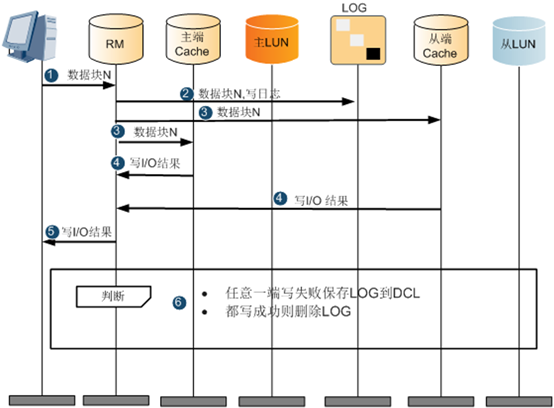 LOG
RM
主端
Cache
主LUN
从端
Cache
从LUN
1 数据块N
2 数据块N,写日志
3 数据块N
3 数据块N
4 写I/O结果
4 写I/O 结果
5 写I/O结果
判断
6
• 任意一端写失败保存LOG到DCL
• 都写成功则删除LOG